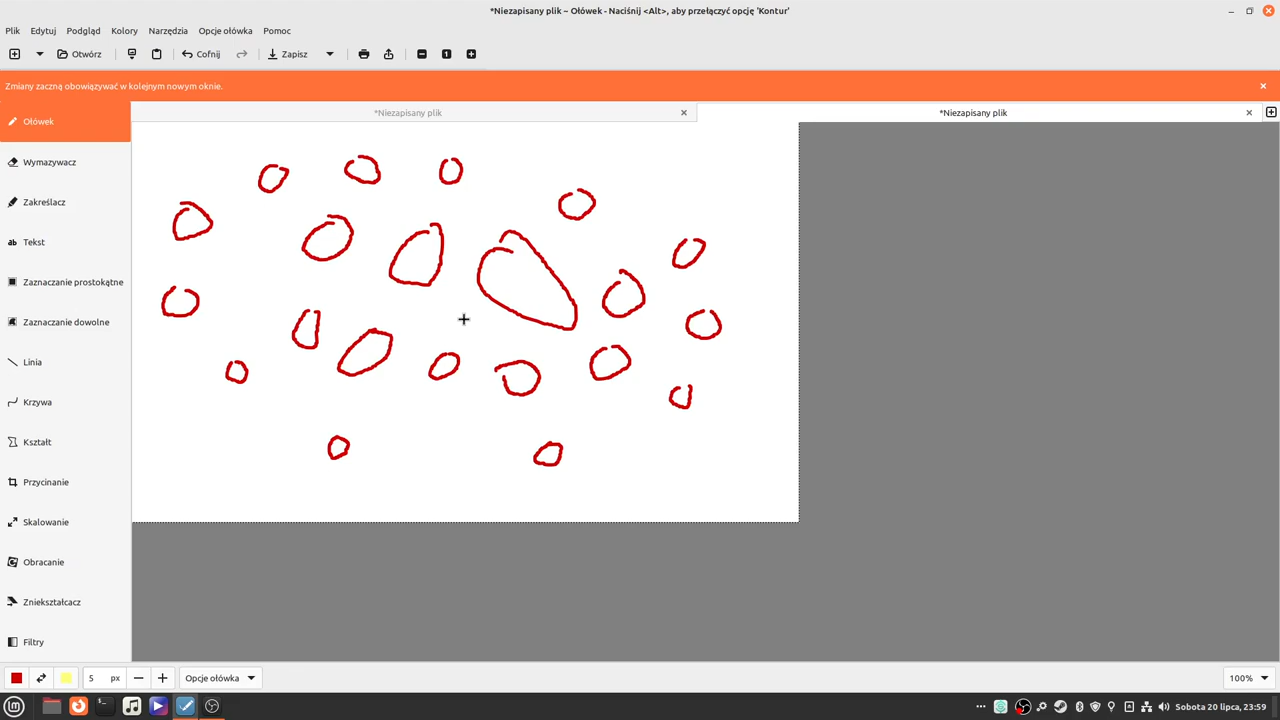 *Niezapisany plik ~ Ołówek - Naciśnij <Alt>, aby przełączyć opcję 'Kontur'
Plik Edytuj Podgląd Kolory Narzędzia Opcje ołówka Pomoc
Otwórz Cofnij Zapisz 1
Zmiany zaczną obowiązywać w kolejnym nowym oknie.
*Niezapisany plik *Niezapisany plik
Ołówek
Wymazywacz
Zakreślacz
ab Tekst
Zaznaczanie prostokątne
Zaznaczanie dowolne
Linia
Krzywa
Kształt
Przycinanie
Skalowanie
Obracanie
Zniekształcacz
Filtry
5 px Opcje ołówka 100%
Sobota 20 lipca, 23:59